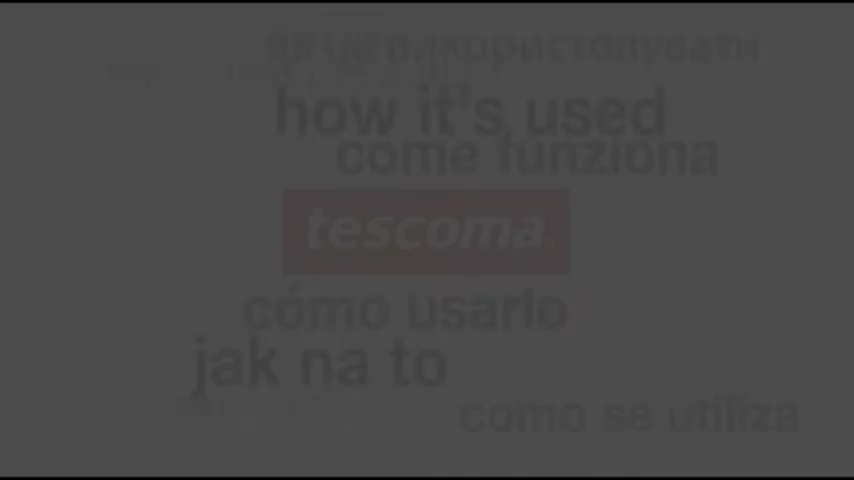 як це використовувати
how it's used
come funziona
tescoma.
cómo usarlo
jak na to
como se utiliza